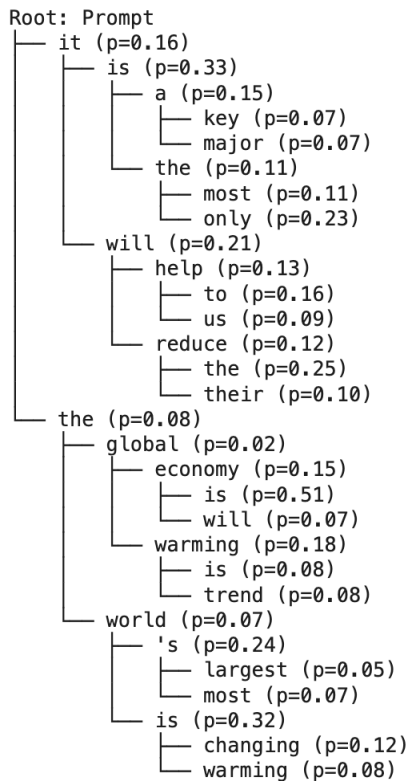 Root: Prompt
it (p=0.16)
is (p=0.33)
a (p=0.15)
key (p=0.07)
major (p=0.07)
the (p=0.11)
most (p=0.11)
only (p=0.23)
will (p=0.21)
help (p=0.13)
to (p=0.16)
us (p=0.09)
reduce (p=0.12)
the (p=0.25)
their (p=0.10)
the (p=0.08)
global (p=0.02)
economy (p=0.15)
is (p=0.51)
will (p=0.07)
warming (p=0.18)
is (p=0.08)
trend (p=0.08)
world (p=0.07)
's (p=0.24)
largest (p=0.05)
most (p=0.07)
is (p=0.32)
changing (p=0.12)
warming (p=0.08)